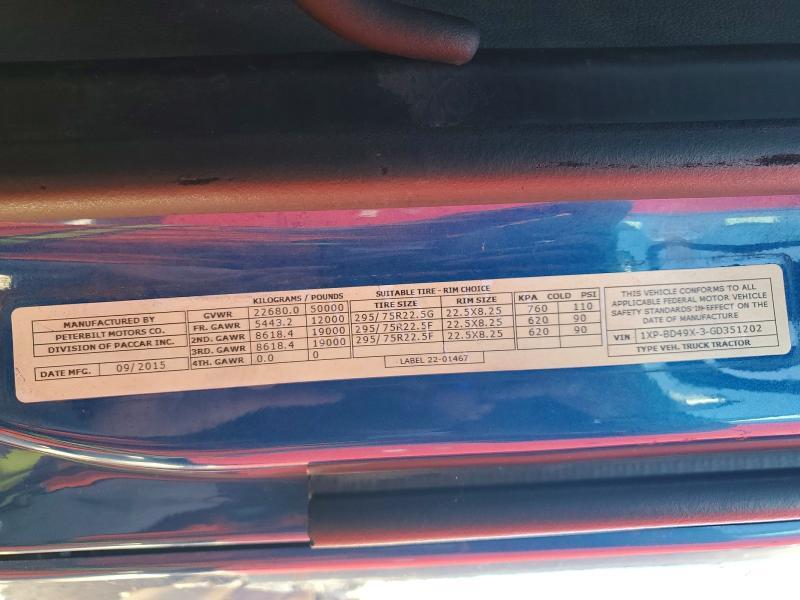 MANUFACTURED BY
PETERBILT MOTORS CO.
DIVISION OF PACCAR INC.
DATE MFG. 09/2015
KILOGRAMS / POUNDS
GVWR 22680.0 50000
FR. GAWR 5443.2 12000
2ND. GAWR 8618.4 19000
3RD. GAWR 8618.4 19000
4TH. GAWR 0.0 0
SUITABLE TIRE - RIM CHOICE
TIRE SIZE RIM SIZE KPA COLD PSI
295/75R22.5G 22.5X8.25 760 110
295/75R22.5F 22.5X8.25 620 90
295/75R22.5F 22.5X8.25 620 90
LABEL 22-01467
THIS VEHICLE CONFORMS TO ALL
APPLICABLE FEDERAL MOTOR VEHICLE
SAFETY STANDARDS IN EFFECT ON THE
DATE OF MANUFACTURE
VIN 1XP-BD49X-3-GD351202
TYPE VEH. TRUCK TRACTOR